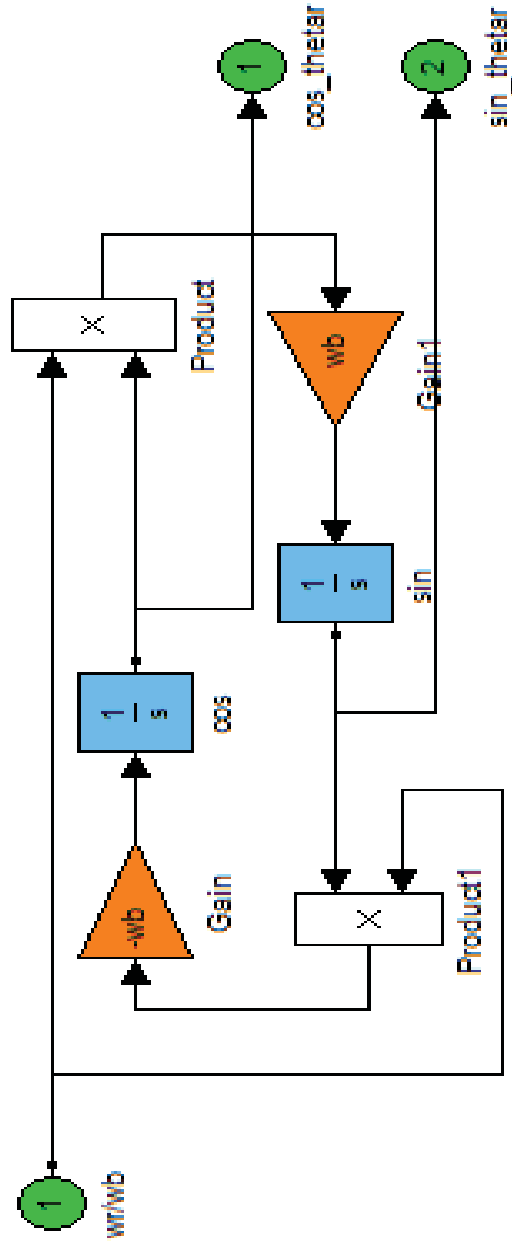 1
wr/wb
-wb
Gain
1
s
cos
X
Product
1
cos_thetar
X
Product1
1
s
sin
wb
Gain1
2
sin_thetar